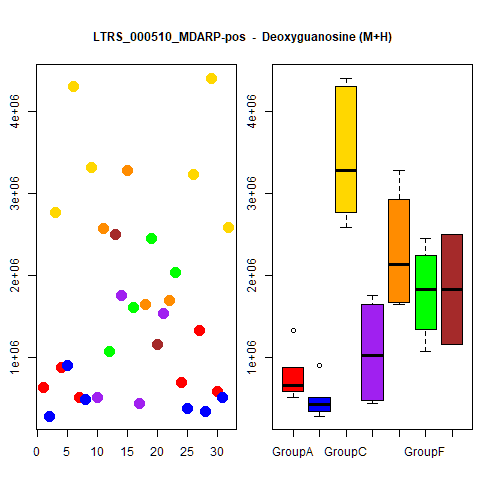 LTRS_000510_MDARP-pos - Deoxyguanosine (M+H)
4e+06
3e+06
2e+06
1e+06
0 5 10 15 20 25 30
4e+06
3e+06
2e+06
1e+06
GroupA GroupC GroupF